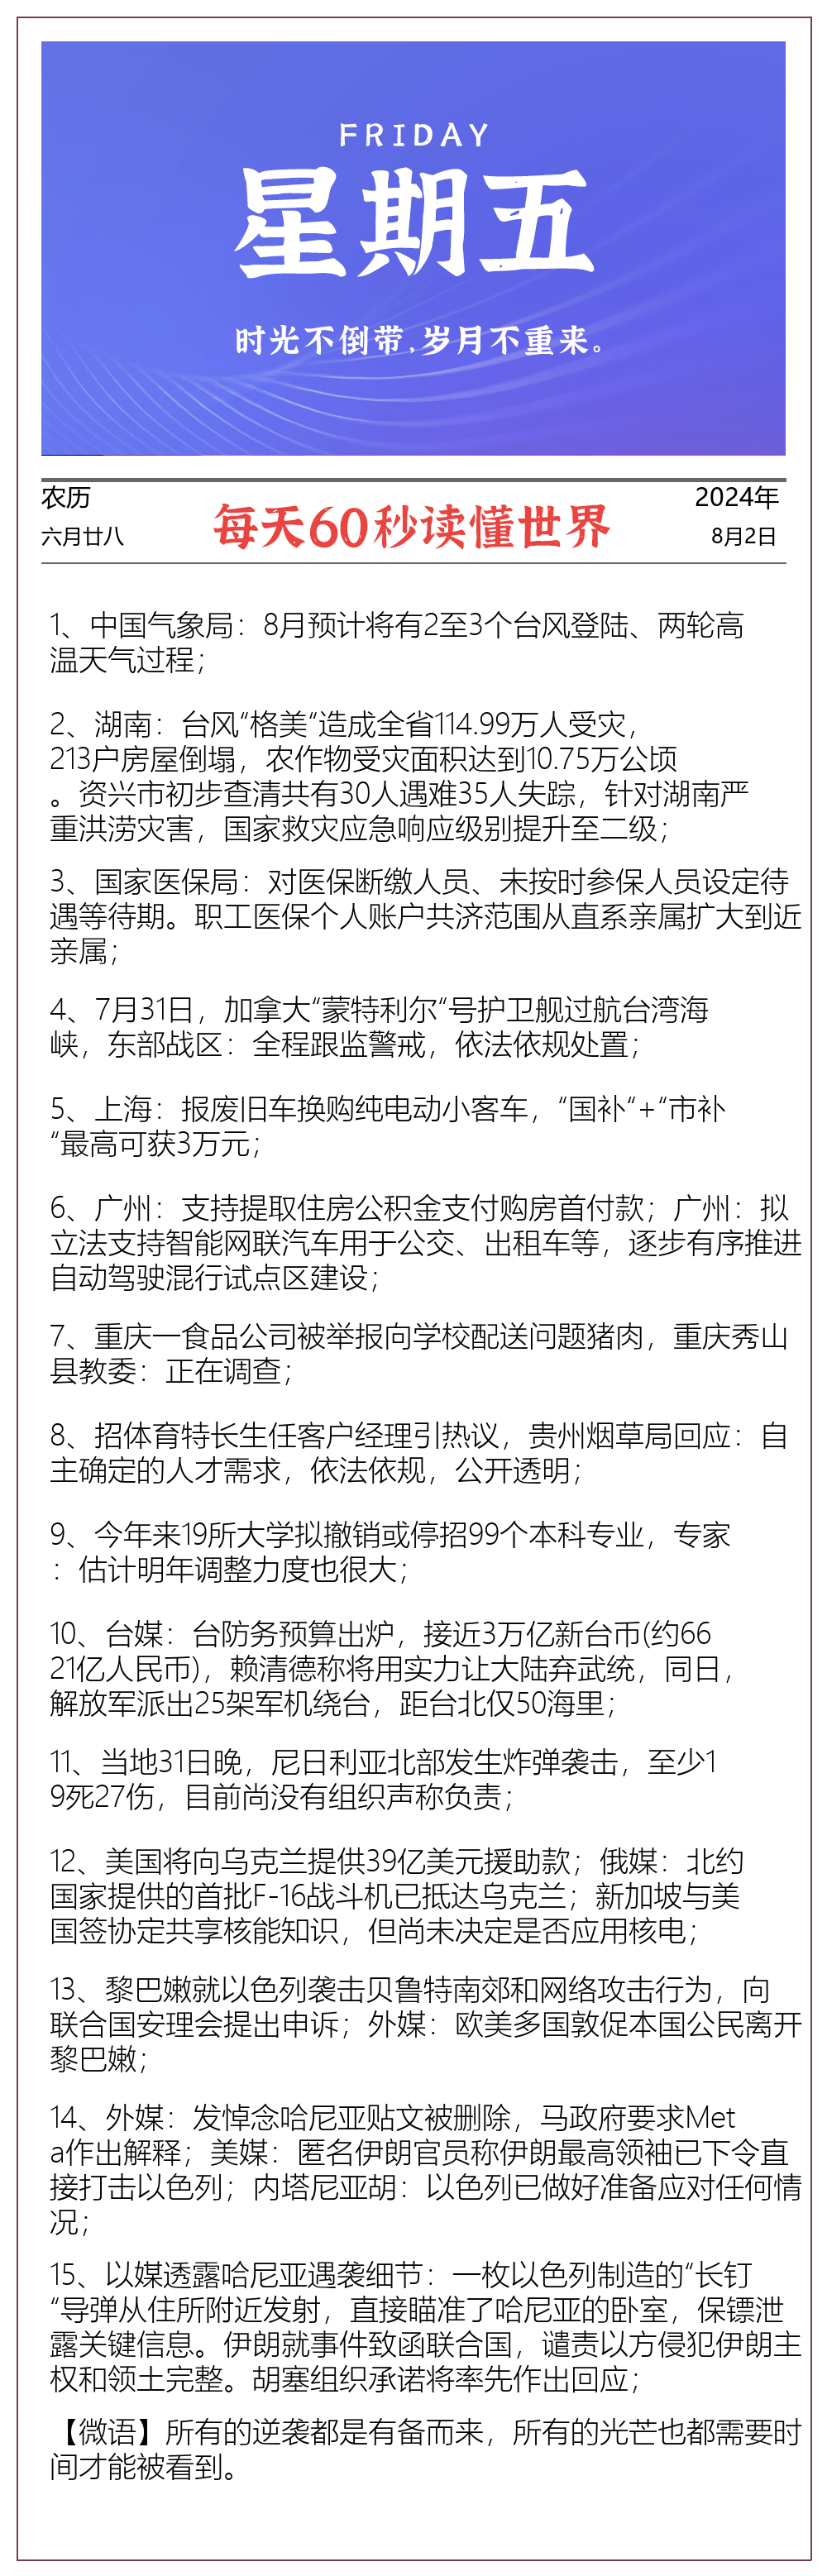 FRIDAY
星期五
时光不倒带,岁月不重来。
农历
六月廿八
每天60秒读懂世界
2024年
8月2日
1、中国气象局：8月预计将有2至3个台风登陆、两轮高
温天气过程；
2、湖南：台风“格美“造成全省114.99万人受灾，
213户房屋倒塌，农作物受灾面积达到10.75万公顷
。资兴市初步查清共有30人遇难35人失踪，针对湖南严
重洪涝灾害，国家救灾应急响应级别提升至二级；
3、国家医保局：对医保断缴人员、未按时参保人员设定待
遇等待期。职工医保个人账户共济范围从直系亲属扩大到近
亲属；
4、7月31日，加拿大“蒙特利尔“号护卫舰过航台湾海
峡，东部战区：全程跟监警戒，依法依规处置；
5、上海：报废旧车换购纯电动小客车，“国补“+“市补
“最高可获3万元；
6、广州：支持提取住房公积金支付购房首付款；广州：拟
立法支持智能网联汽车用于公交、出租车等，逐步有序推进
自动驾驶混行试点区建设；
7、重庆一食品公司被举报向学校配送问题猪肉，重庆秀山
县教委：正在调查；
8、招体育特长生任客户经理引热议，贵州烟草局回应：自
主确定的人才需求，依法依规，公开透明；
9、今年来19所大学拟撤销或停招99个本科专业，专家
：估计明年调整力度也很大；
10、台媒：台防务预算出炉，接近3万亿新台币(约66
21亿人民币)，赖清德称将用实力让大陆弃武统，同日，
解放军派出25架军机绕台，距台北仅50海里；
11、当地31日晚，尼日利亚北部发生炸弹袭击，至少1
9死27伤，目前尚没有组织声称负责；
12、美国将向乌克兰提供39亿美元援助款；俄媒：北约
国家提供的首批F-16战斗机已抵达乌克兰；新加坡与美
国签协定共享核能知识，但尚未决定是否应用核电；
13、黎巴嫩就以色列袭击贝鲁特南郊和网络攻击行为，向
联合国安理会提出申诉；外媒：欧美多国敦促本国公民离开
黎巴嫩；
14、外媒：发悼念哈尼亚贴文被删除，马政府要求Met
a作出解释；美媒：匿名伊朗官员称伊朗最高领袖已下令直
接打击以色列；内塔尼亚胡：以色列已做好准备应对任何情
况；
15、以媒透露哈尼亚遇袭细节：一枚以色列制造的“长钉
“导弹从住所附近发射，直接瞄准了哈尼亚的卧室，保镖泄
露关键信息。伊朗就事件致函联合国，谴责以方侵犯伊朗主
权和领土完整。胡塞组织承诺将率先作出回应；
【微语】所有的逆袭都是有备而来，所有的光芒也都需要时
间才能被看到。